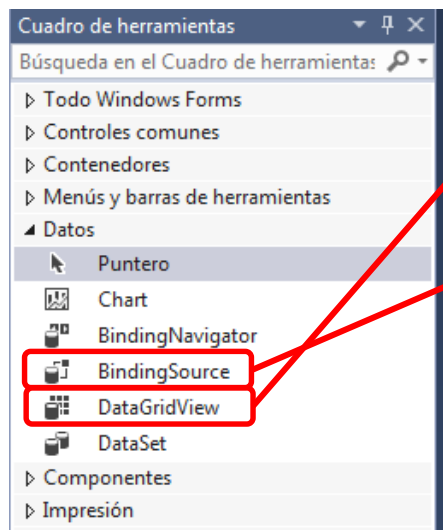 Cuadro de herramientas
Búsqueda en el Cuadro de herramientas
Todo Windows Forms
Controles comunes
Contenedores
Menús y barras de herramientas
Datos
Puntero
Chart
BindingNavigator
BindingSource
DataGridView
DataSet
Componentes
Impresión